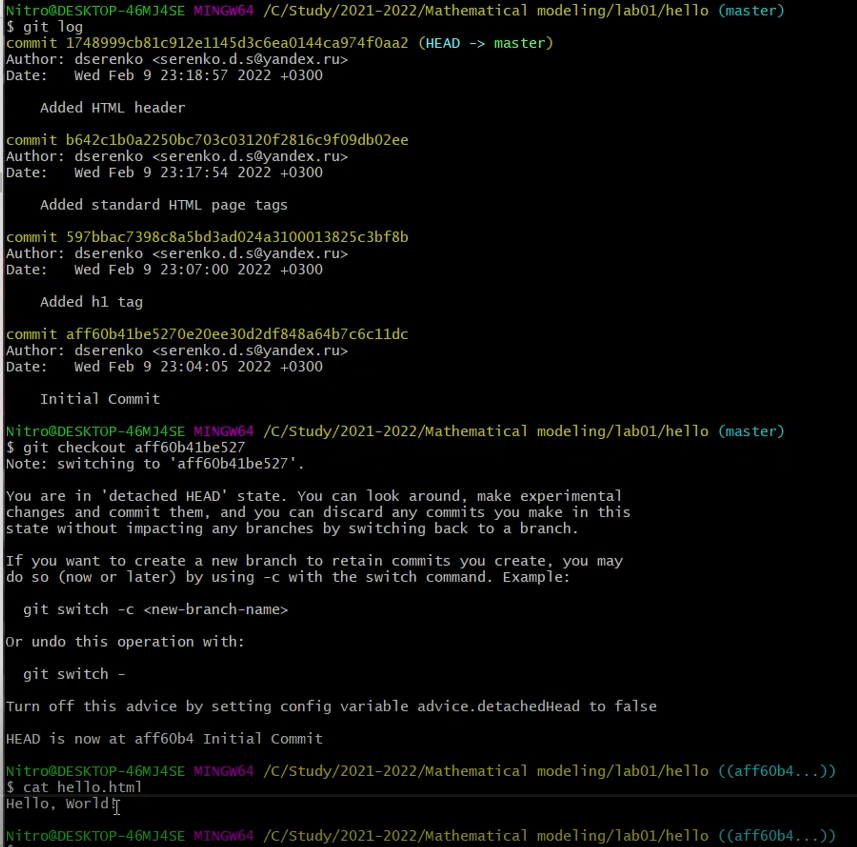 Nitro@DESKTOP-46MJ4SE MINGW64 /C/Study/2021-2022/Mathematical modeling/lab01/hello (master)
$ git log
commit 1748999cb81c912e1145d3c6ea0144ca974f0aa2 (HEAD -> master)
Author: dserenko <serenko.d.s@yandex.ru>
Date:   Wed Feb 9 23:18:57 2022 +0300

    Added HTML header

commit b642c1b0a2250bc703c03120f2816c9f09db02ee
Author: dserenko <serenko.d.s@yandex.ru>
Date:   Wed Feb 9 23:17:54 2022 +0300

    Added standard HTML page tags

commit 597bbac7398c8a5bd3ad024a3100013825c3bf8b
Author: dserenko <serenko.d.s@yandex.ru>
Date:   Wed Feb 9 23:07:00 2022 +0300

    Added h1 tag

commit aff60b41be5270e20ee30d2df848a64b7c6c11dc
Author: dserenko <serenko.d.s@yandex.ru>
Date:   Wed Feb 9 23:04:05 2022 +0300

    Initial Commit

Nitro@DESKTOP-46MJ4SE MINGW64 /C/Study/2021-2022/Mathematical modeling/lab01/hello (master)
$ git checkout aff60b41be527
Note: switching to 'aff60b41be527'.

You are in 'detached HEAD' state. You can look around, make experimental
changes and commit them, and you can discard any commits you make in this
state without impacting any branches by switching back to a branch.

If you want to create a new branch to retain commits you create, you may
do so (now or later) by using -c with the switch command. Example:

  git switch -c <new-branch-name>

Or undo this operation with:

  git switch -

Turn off this advice by setting config variable advice.detachedHead to false

HEAD is now at aff60b4 Initial Commit

Nitro@DESKTOP-46MJ4SE MINGW64 /C/Study/2021-2022/Mathematical modeling/lab01/hello ((aff60b4...))
$ cat hello.html
Hello, World!

Nitro@DESKTOP-46MJ4SE MINGW64 /C/Study/2021-2022/Mathematical modeling/lab01/hello ((aff60b4...))